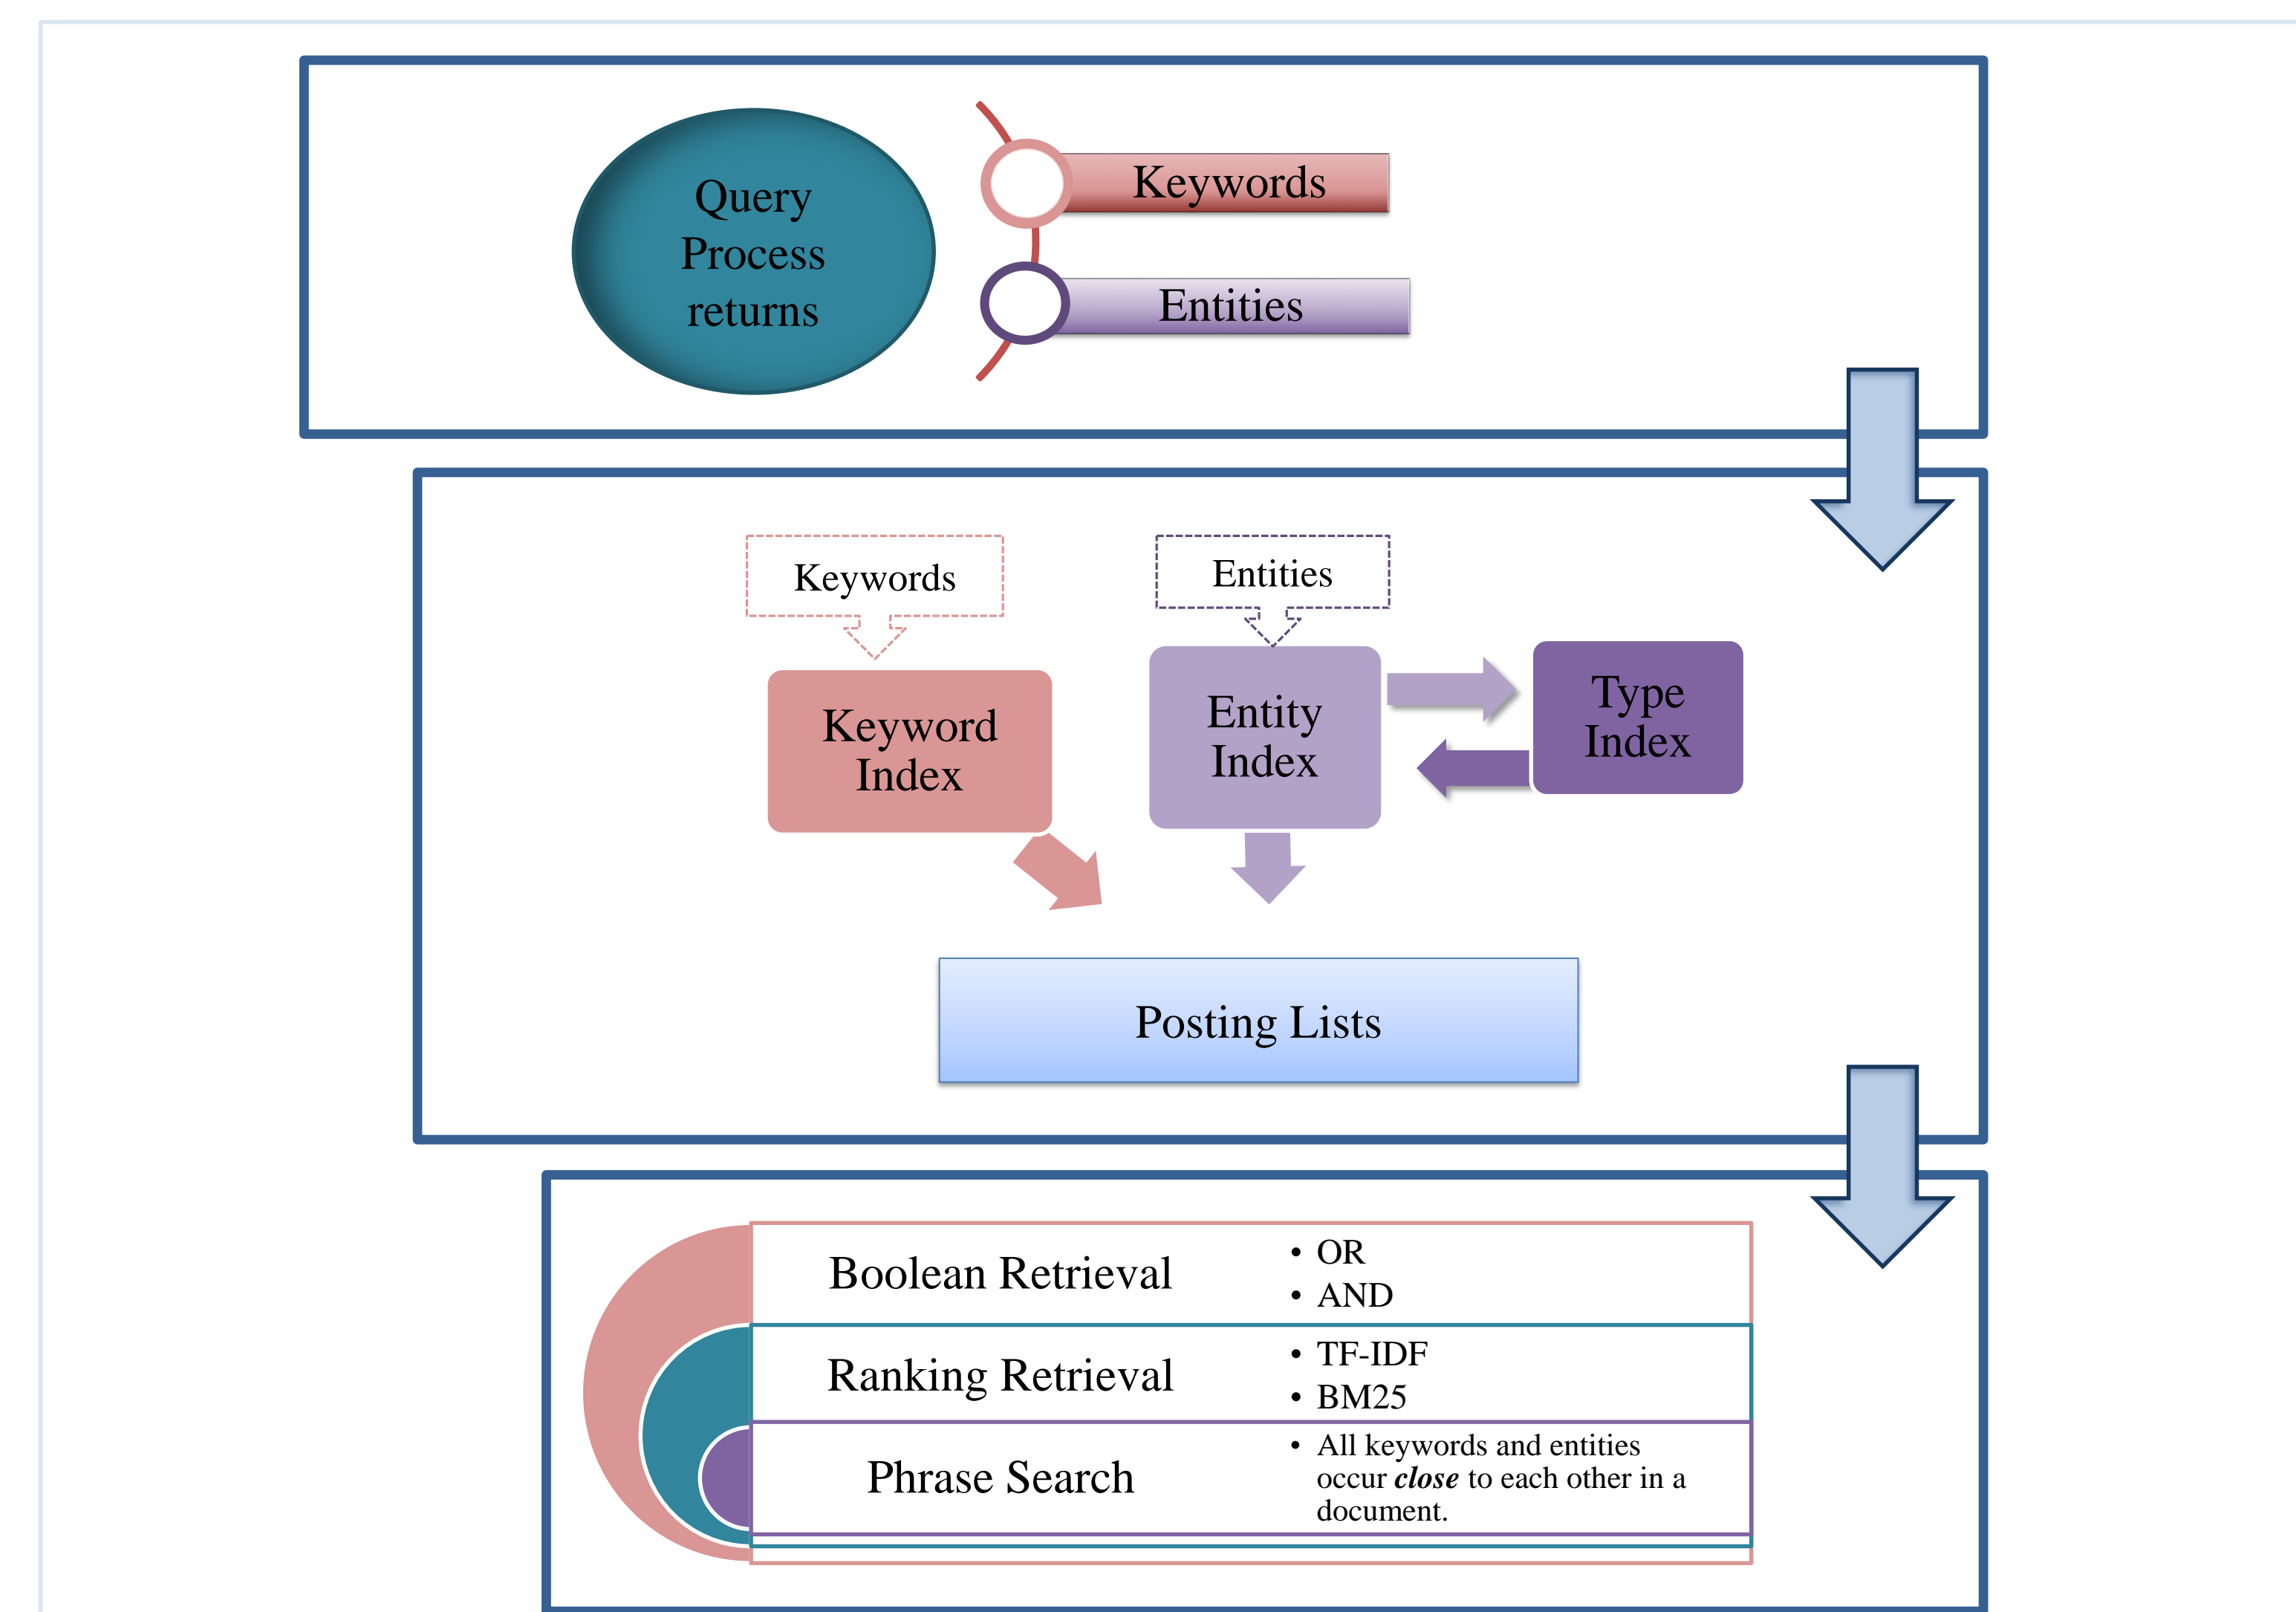 Query
Process
returns
Keywords
Entities
Keywords
Entities
Keyword
Index
Entity
Index
Type
Index
Posting Lists
Boolean Retrieval
• OR
• AND
Ranking Retrieval
• TF-IDF
• BM25
Phrase Search
• All keywords and entities
occur close to each other in a
document.